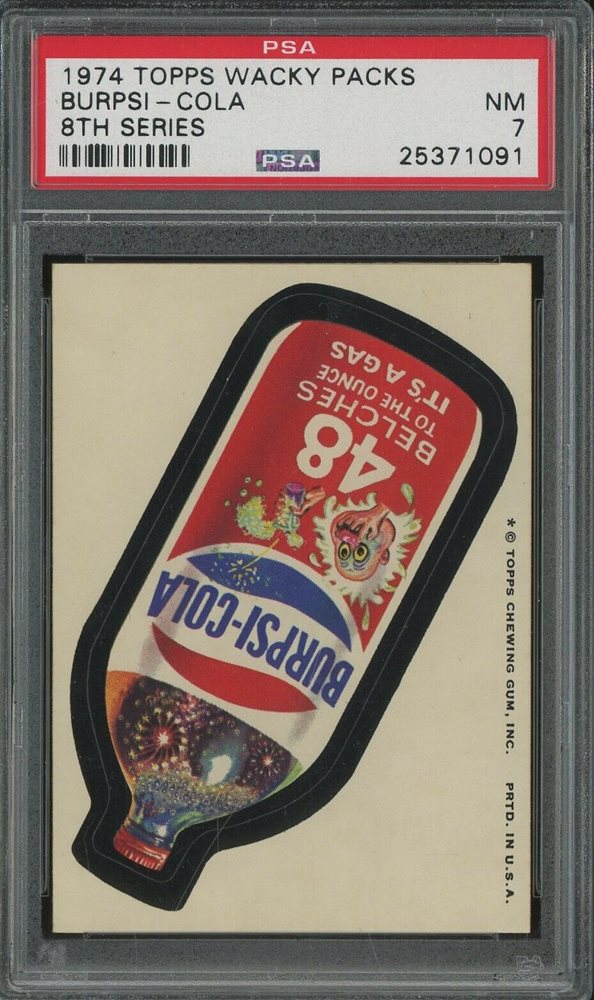 PSA
1974 TOPPS WACKY PACKS
BURPSI-COLA
NM
8TH SERIES
7
PSA
25371091
BURPSI-COLA
48
BELCHES
TO THE OUNCE
IT'S A GAS
* © TOPPS CHEWING GUM, INC. PRTD. IN U.S.A.